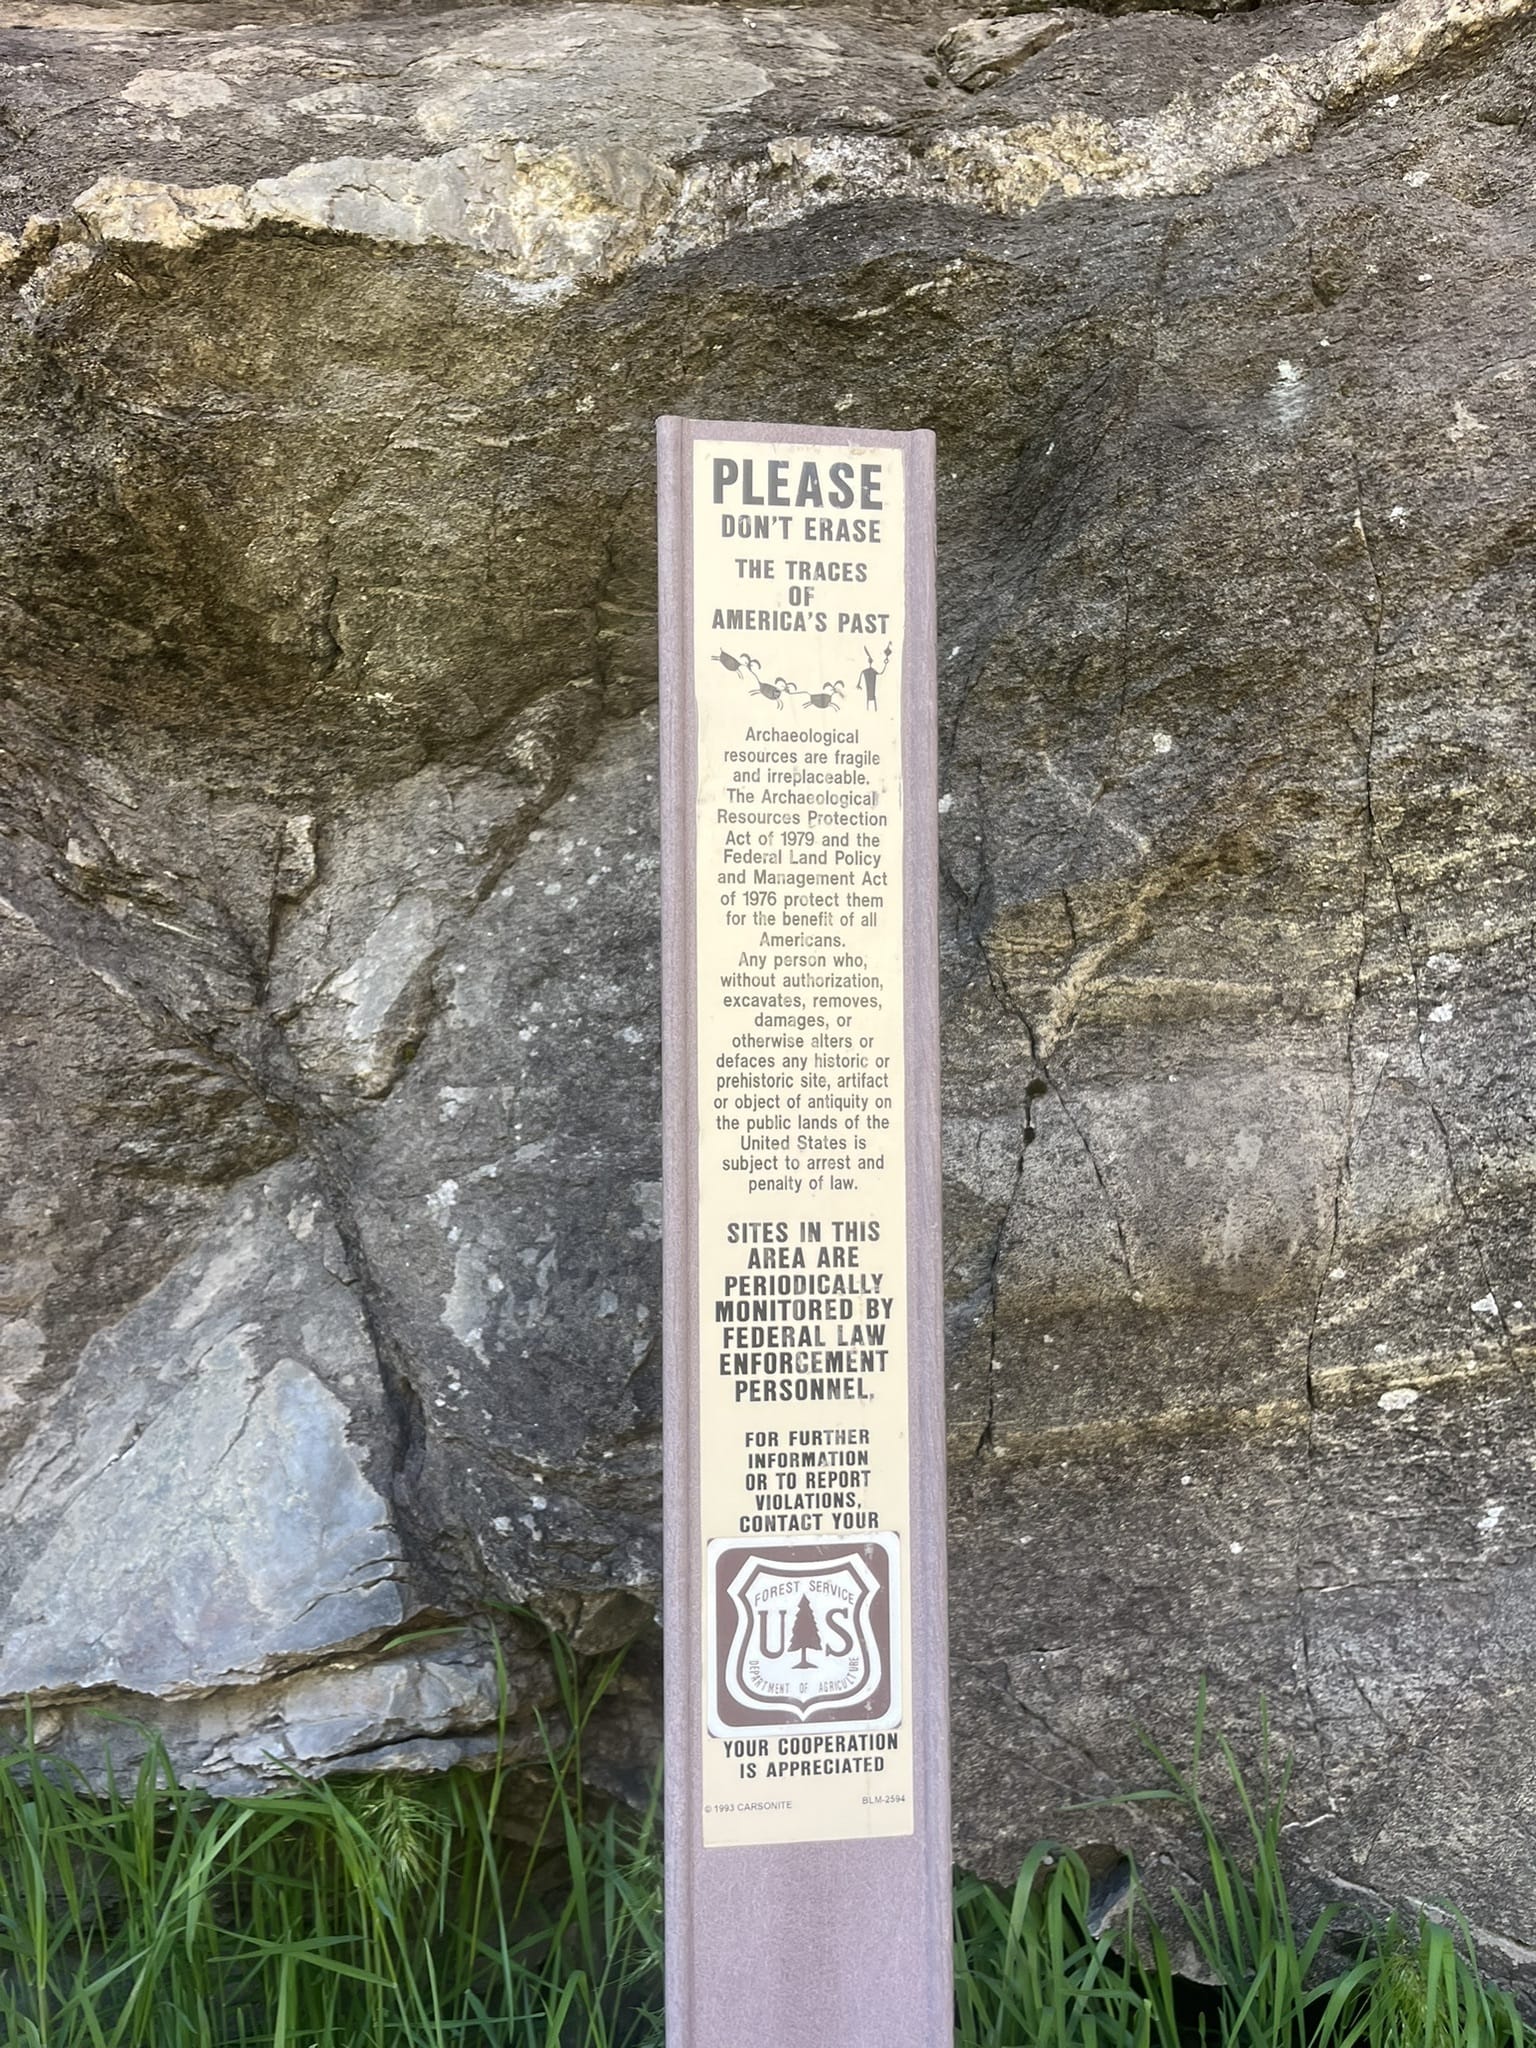 PLEASE
DON'T ERASE
THE TRACES
OF
AMERICA'S PAST
Archaeological
resources are fragile
and irreplaceable.
The Archaeological
Resources Protection
Act of 1979 and the
Federal Land Policy
and Management Act
of 1976 protect them
for the benefit of all
Americans.
Any person who,
without authorization,
excavates, removes,
damages, or
otherwise alters or
defaces any historic or
prehistoric site, artifact
or object of antiquity on
the public lands of the
United States is
subject to arrest and
penalty of law.
SITES IN THIS
AREA ARE
PERIODICALLY
MONITORED BY
FEDERAL LAW
ENFORCEMENT
PERSONNEL.
FOR FURTHER
INFORMATION
OR TO REPORT
VIOLATIONS,
CONTACT YOUR
FOREST SERVICE
U S
DEPARTMENT OF AGRICULTURE
YOUR COOPERATION
IS APPRECIATED
© 1993 CARSONITE BLM-2594